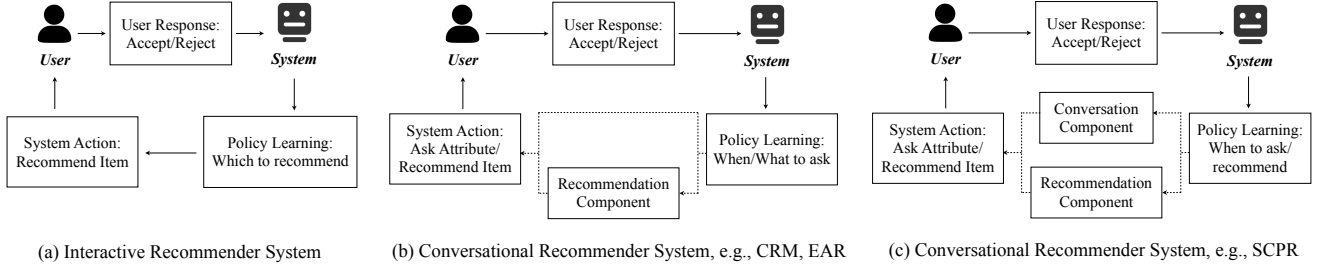 User Response:
Accept/Reject
User
System
System Action:
Recommend Item
Policy Learning:
Which to recommend
(a) Interactive Recommender System
User Response:
Accept/Reject
User
System
System Action:
Ask Attribute/
Recommend Item
Policy Learning:
When/What to ask
Recommendation
Component
(b) Conversational Recommender System, e.g., CRM, EAR
User Response:
Accept/Reject
User
System
Conversation
Component
System Action:
Ask Attribute/
Recommend Item
Policy Learning:
When to ask/
recommend
Recommendation
Component
(c) Conversational Recommender System, e.g., SCPR